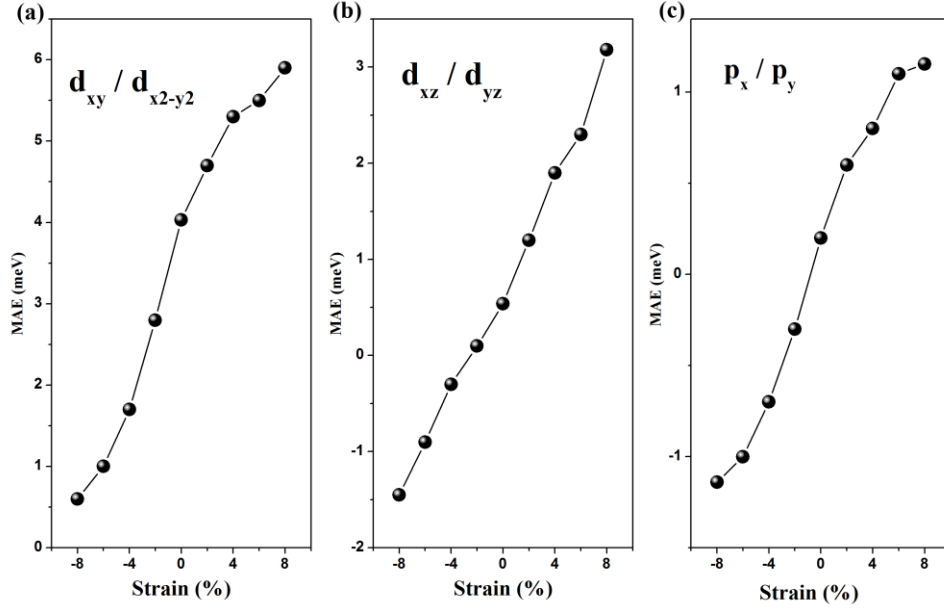 (a)
d_xy / d_x2-y2
MAE (meV)
6
5
4
3
2
1
0
-8 -4 0 4 8
Strain (%)
(b)
d_xz / d_yz
MAE (meV)
3
2
1
0
-1
-2
-8 -4 0 4 8
Strain (%)
(c)
p_x / p_y
MAE (meV)
1
0
-1
-8 -4 0 4 8
Strain (%)